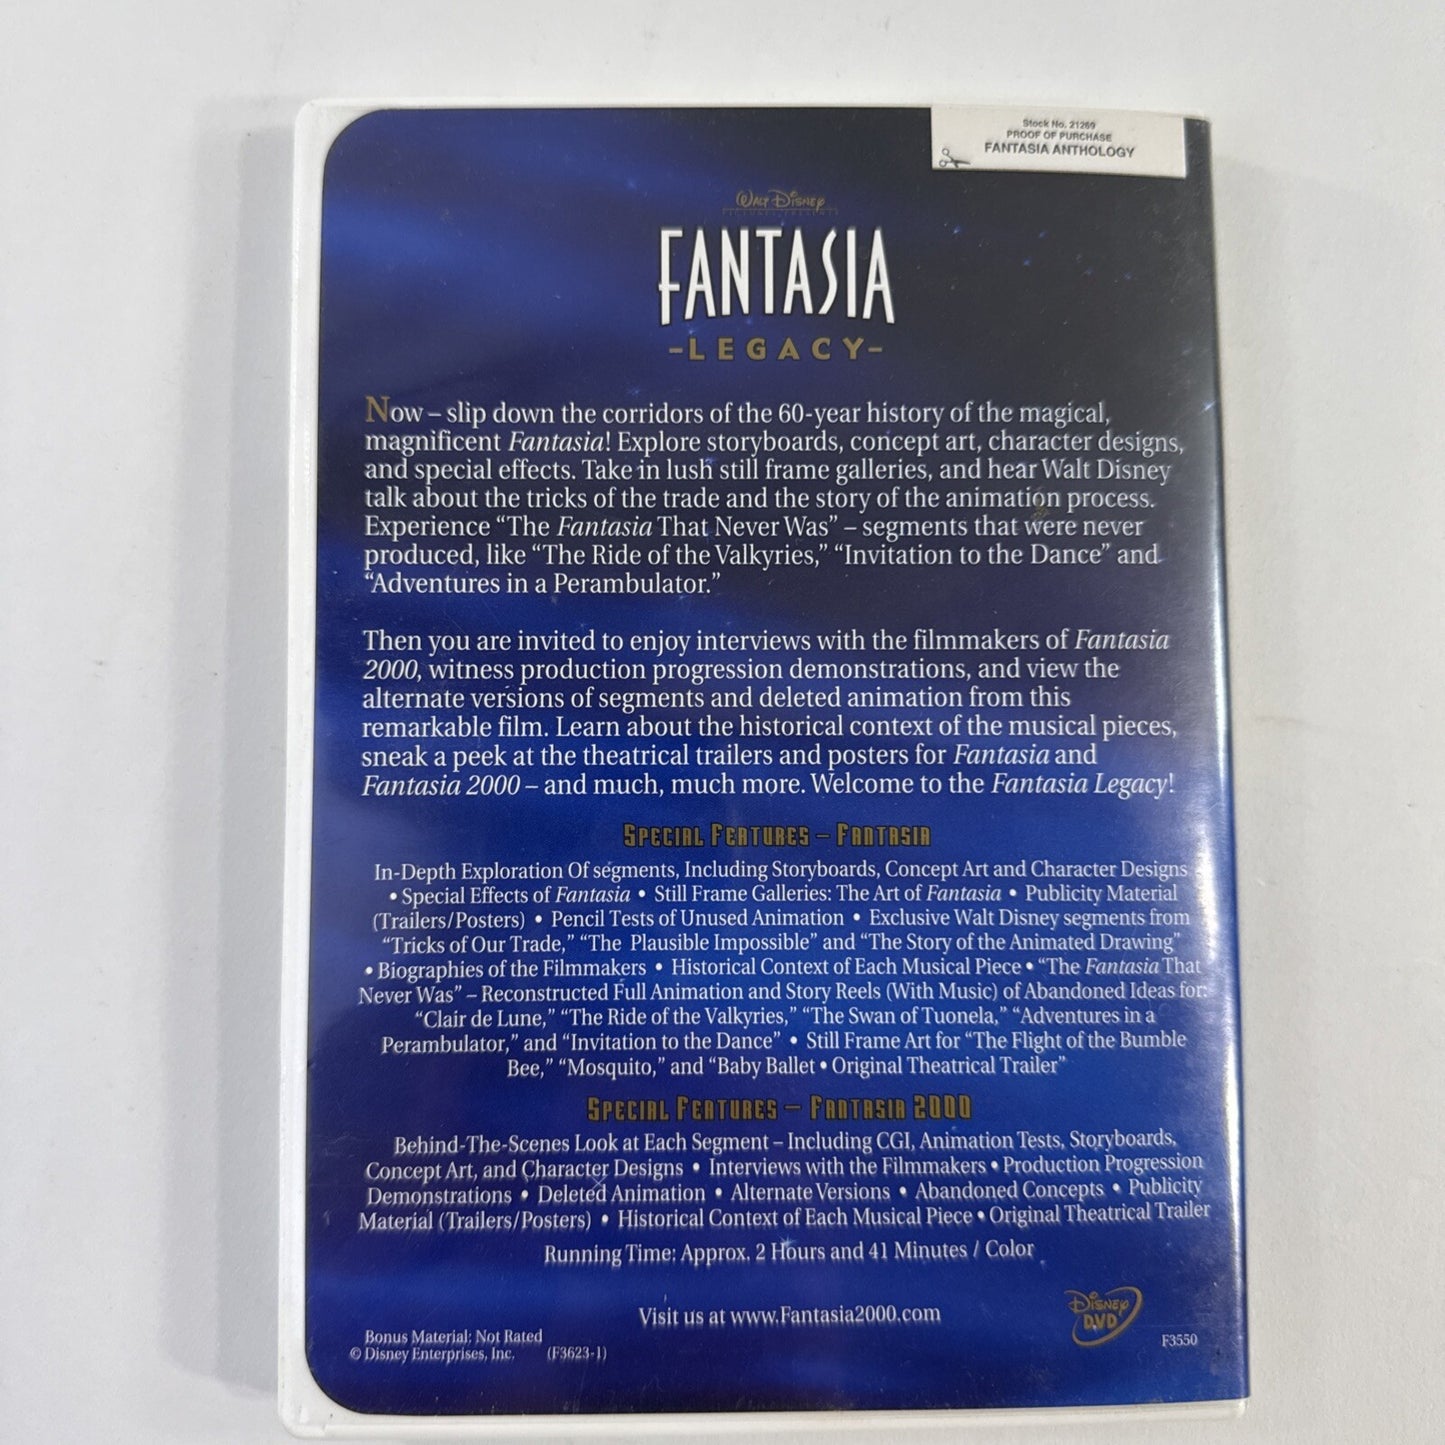 Stock No. 21269
PROOF OF PURCHASE
FANTASIA ANTHOLOGY
WALT DISNEY
PICTURES PRESENTS
FANTASIA
-LEGACY-
Now – slip down the corridors of the 60-year history of the magical,
magnificent Fantasia! Explore storyboards, concept art, character designs,
and special effects. Take in lush still frame galleries, and hear Walt Disney
talk about the tricks of the trade and the story of the animation process.
Experience “The Fantasia That Never Was” – segments that were never
produced, like “The Ride of the Valkyries,” “Invitation to the Dance” and
“Adventures in a Perambulator.”
Then you are invited to enjoy interviews with the filmmakers of Fantasia
2000, witness production progression demonstrations, and view the
alternate versions of segments and deleted animation from this
remarkable film. Learn about the historical context of the musical pieces,
sneak a peek at the theatrical trailers and posters for Fantasia and
Fantasia 2000 – and much, much more. Welcome to the Fantasia Legacy!
SPECIAL FEATURES – FANTASIA
In-Depth Exploration Of segments, Including Storyboards, Concept Art and Character Designs
• Special Effects of Fantasia • Still Frame Galleries: The Art of Fantasia • Publicity Material
(Trailers/Posters) • Pencil Tests of Unused Animation • Exclusive Walt Disney segments from
“Tricks of Our Trade,” “The Plausible Impossible” and “The Story of the Animated Drawing”
• Biographies of the Filmmakers • Historical Context of Each Musical Piece • “The Fantasia That
Never Was” – Reconstructed Full Animation and Story Reels (With Music) of Abandoned Ideas for:
“Clair de Lune,” “The Ride of the Valkyries,” “The Swan of Tuonela,” “Adventures in a
Perambulator,” and “Invitation to the Dance” • Still Frame Art for “The Flight of the Bumble
Bee,” “Mosquito,” and “Baby Ballet • Original Theatrical Trailer”
SPECIAL FEATURES – FANTASIA 2000
Behind-The-Scenes Look at Each Segment – Including CGI, Animation Tests, Storyboards,
Concept Art, and Character Designs • Interviews with the Filmmakers • Production Progression
Demonstrations • Deleted Animation • Alternate Versions • Abandoned Concepts • Publicity
Material (Trailers/Posters) • Historical Context of Each Musical Piece • Original Theatrical Trailer
Running Time: Approx. 2 Hours and 41 Minutes / Color
Visit us at www.Fantasia2000.com
DISNEY
DVD
Bonus Material: Not Rated
© Disney Enterprises, Inc. (F3623-1)
F3550